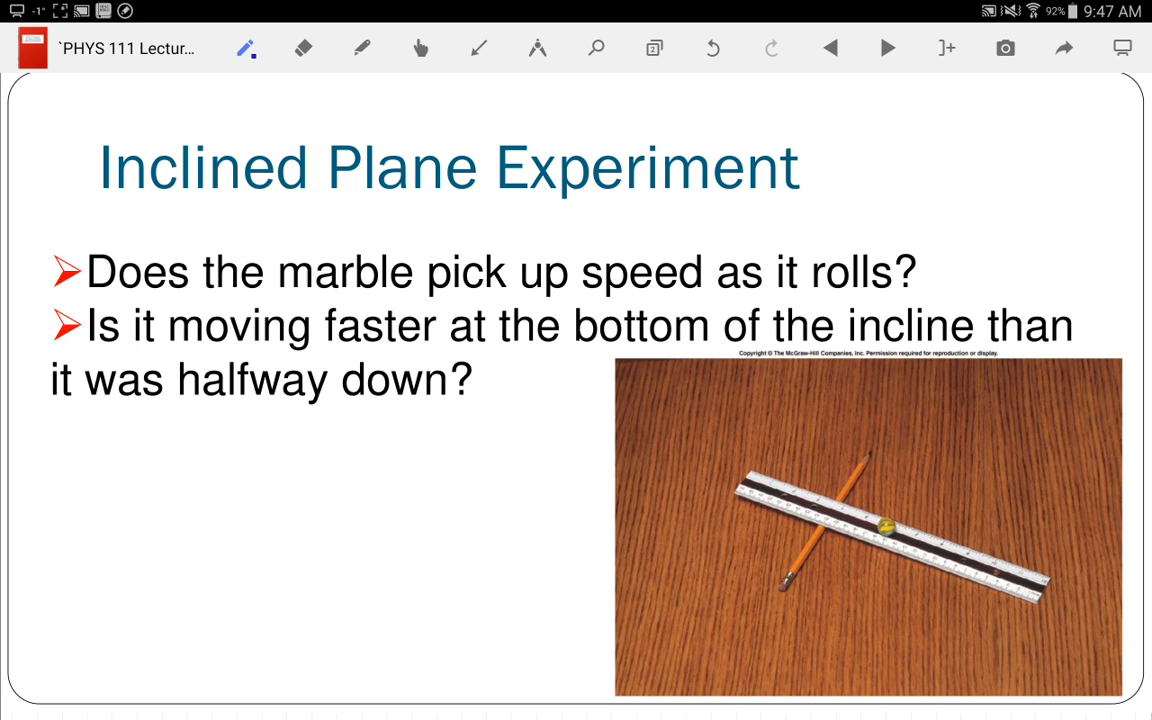 -1°
92% 9:47 AM
`PHYS 111 Lectur...
2
Inclined Plane Experiment
Does the marble pick up speed as it rolls?
Is it moving faster at the bottom of the incline than
it was halfway down?
Copyright © The McGraw-Hill Companies, Inc. Permission required for reproduction or display.